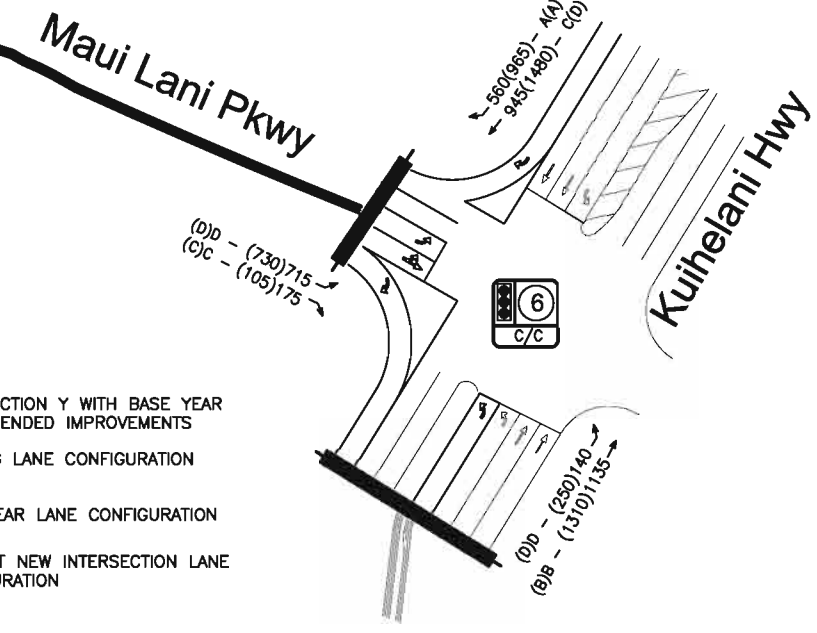 Maui Lani Pkwy
560(965)- A(A)
945(1480)- C(D)
Kuihelani Hwy
(D)D - (730)715
(C)C - (105)175
6
C/C
CTION Y WITH BASE YEAR
ENDED IMPROVEMENTS
LANE CONFIGURATION
EAR LANE CONFIGURATION
T NEW INTERSECTION LANE
URATION
(D)D - (250)140
(B)B - (1310)1135